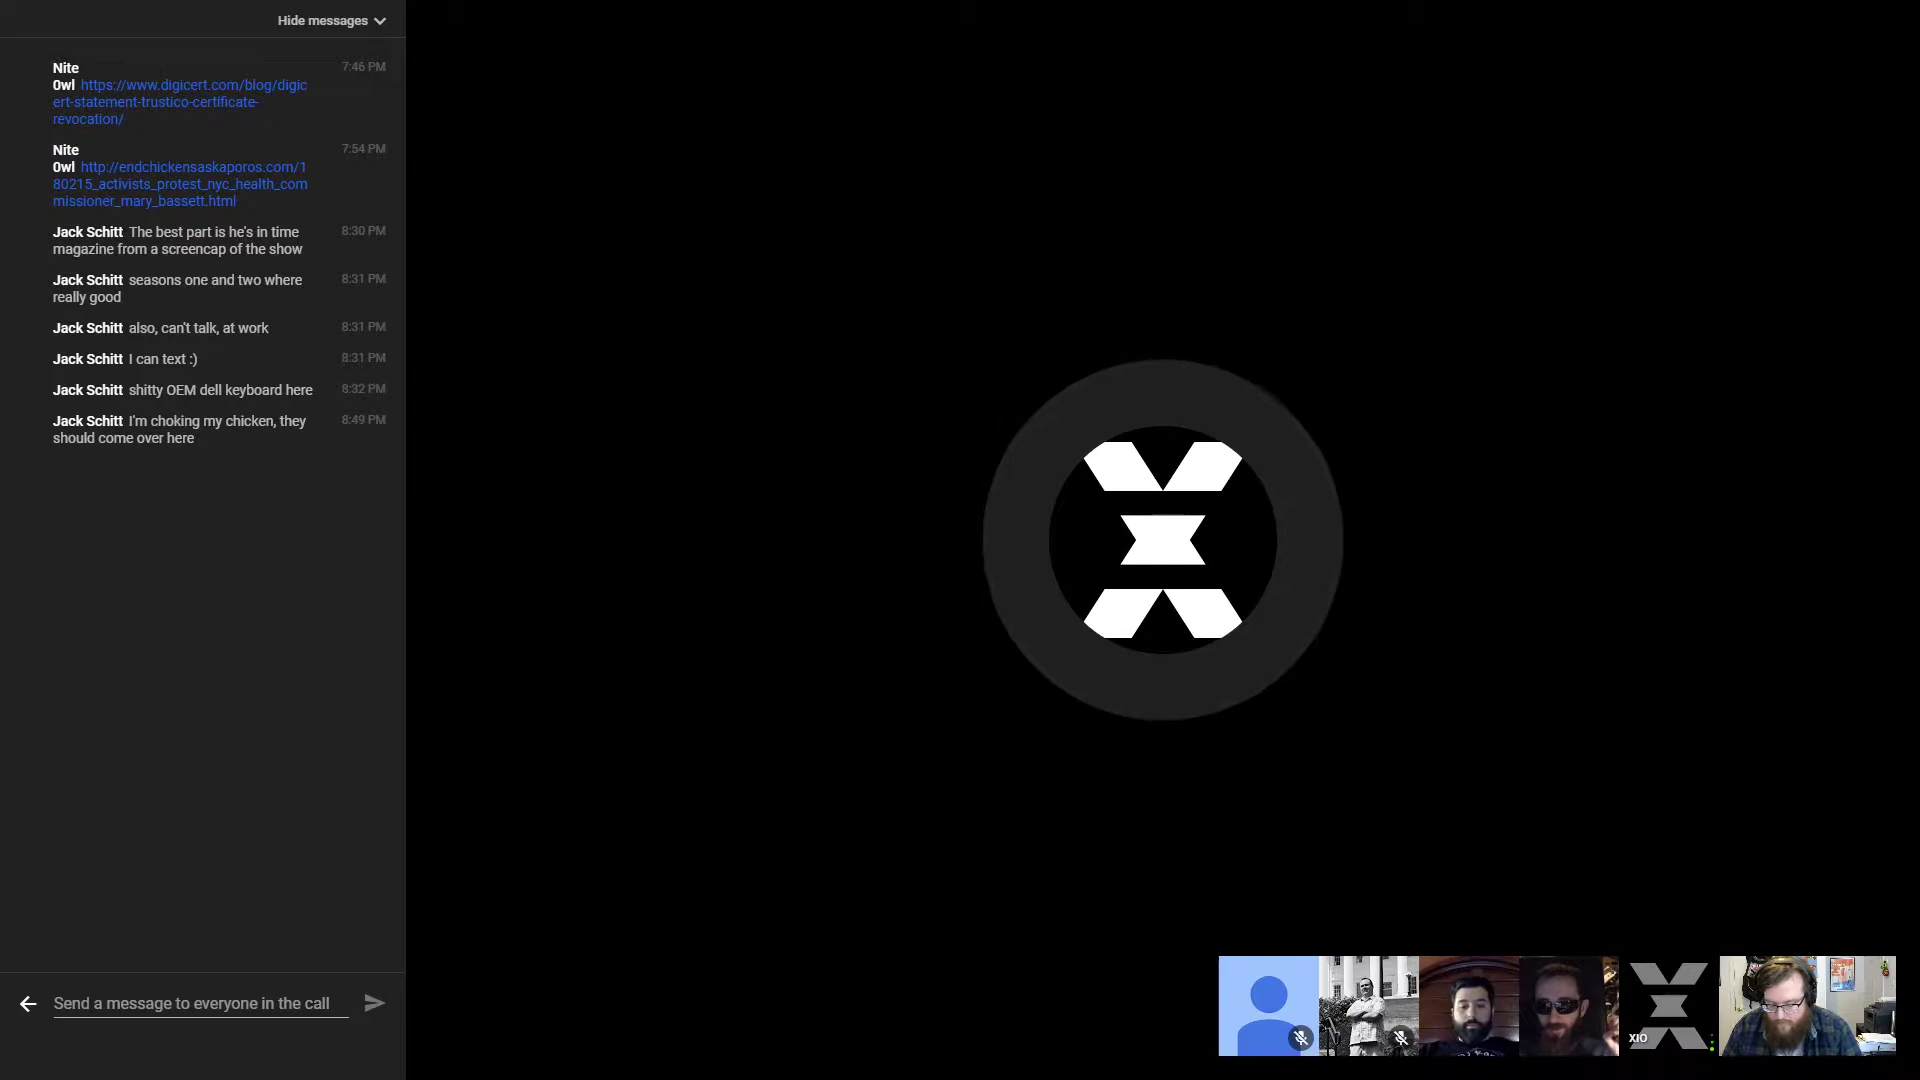 Hide messages
Nite 7:46 PM
0wl https://www.digicert.com/blog/digic
ert-statement-trustico-certificate-
revocation/
Nite 7:54 PM
0wl http://endchickensaskaporos.com/1
80215_activists_protest_nyc_health_com
missioner_mary_bassett.html
Jack Schitt The best part is he's in time 8:30 PM
magazine from a screencap of the show
Jack Schitt seasons one and two where 8:31 PM
really good
Jack Schitt also, can't talk, at work 8:31 PM
Jack Schitt I can text :) 8:31 PM
Jack Schitt shitty OEM dell keyboard here 8:32 PM
Jack Schitt I'm choking my chicken, they 8:49 PM
should come over here
Send a message to everyone in the call
XIO